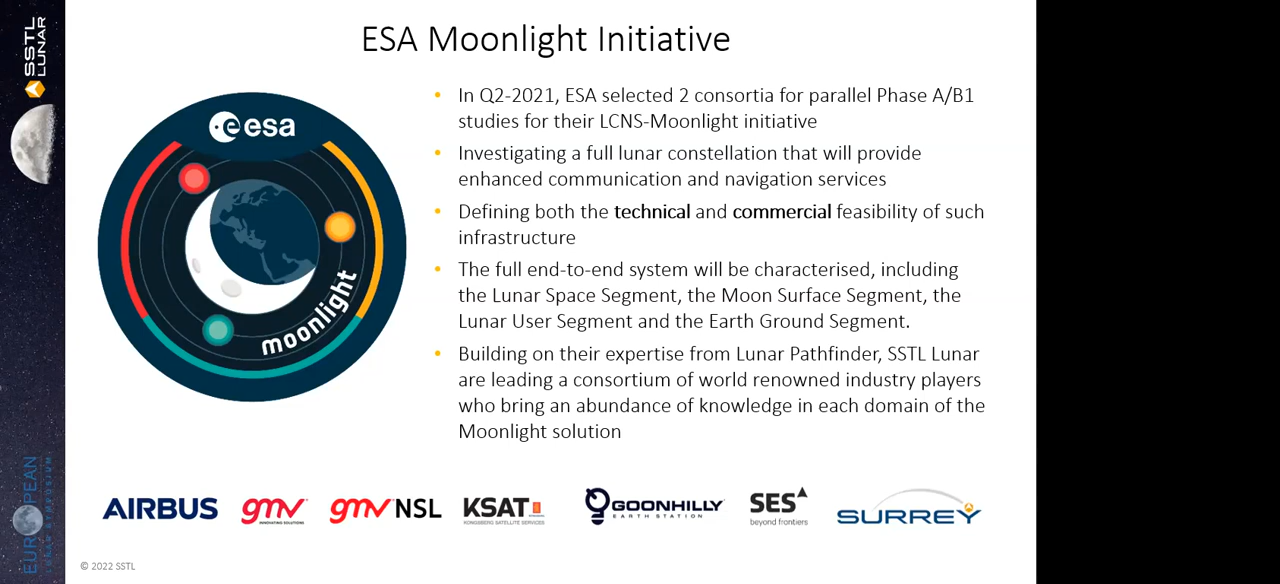 SSTL
LUNAR
ESA Moonlight Initiative
esa
moonlight
• In Q2-2021, ESA selected 2 consortia for parallel Phase A/B1
studies for their LCNS-Moonlight initiative
• Investigating a full lunar constellation that will provide
enhanced communication and navigation services
• Defining both the technical and commercial feasibility of such
infrastructure
• The full end-to-end system will be characterised, including
the Lunar Space Segment, the Moon Surface Segment, the
Lunar User Segment and the Earth Ground Segment.
• Building on their expertise from Lunar Pathfinder, SSTL Lunar
are leading a consortium of world renowned industry players
who bring an abundance of knowledge in each domain of the
Moonlight solution
EUROPEAN
LUNAR SYMPOSIUM
AIRBUS
gmv
INNOVATING SOLUTIONS
gmv NSL
KSAT
KONGSBERG SATELLITE SERVICES
GOONHILLY
EARTH STATION
SES
beyond frontiers
SURREY
© 2022 SSTL